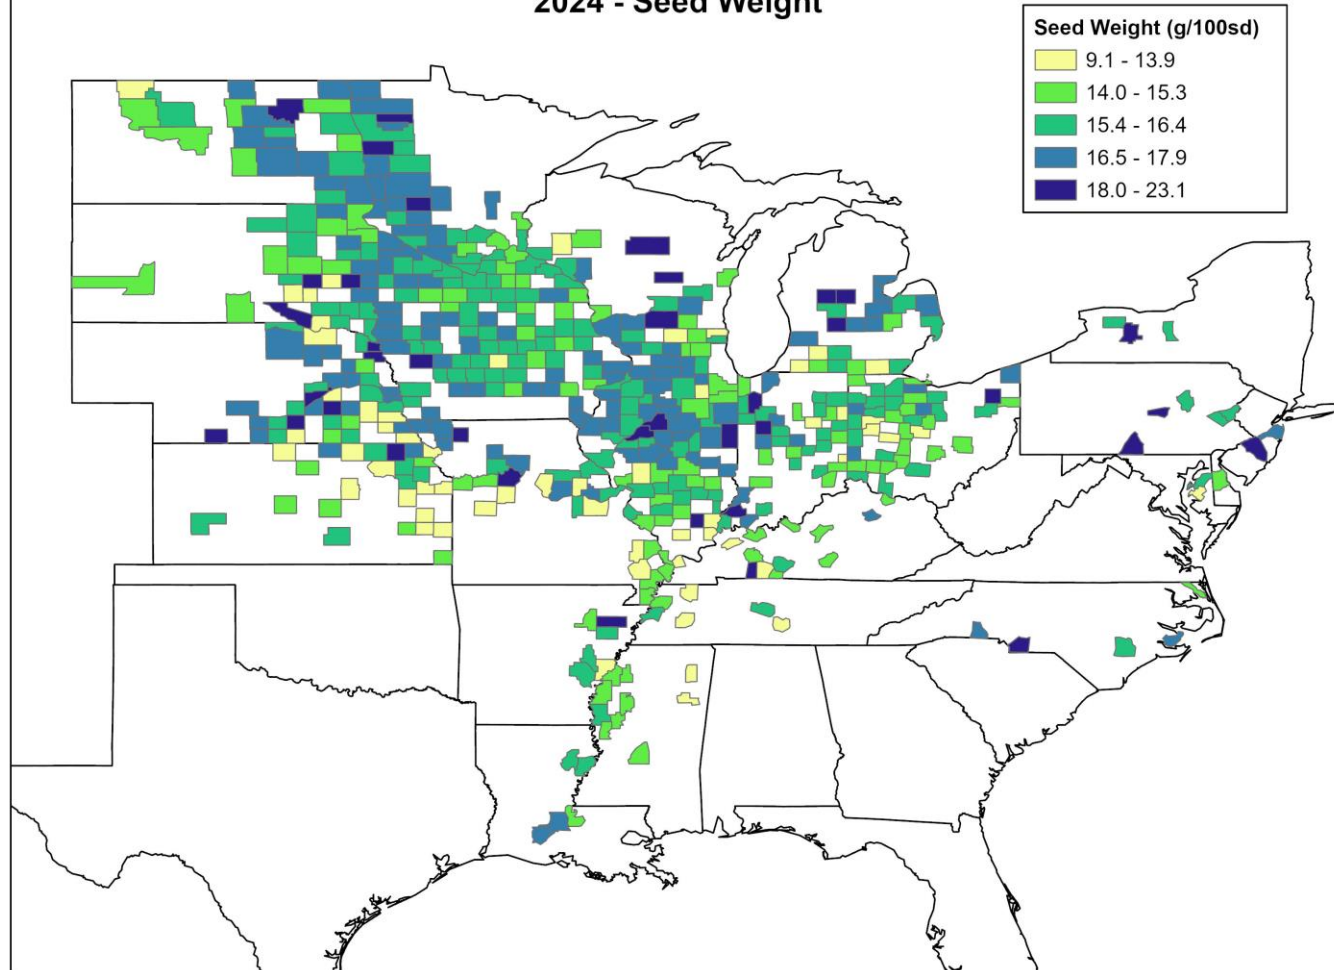 2024 - Seed Weight
Seed Weight (g/100sd)
9.1 - 13.9
14.0 - 15.3
15.4 - 16.4
16.5 - 17.9
18.0 - 23.1